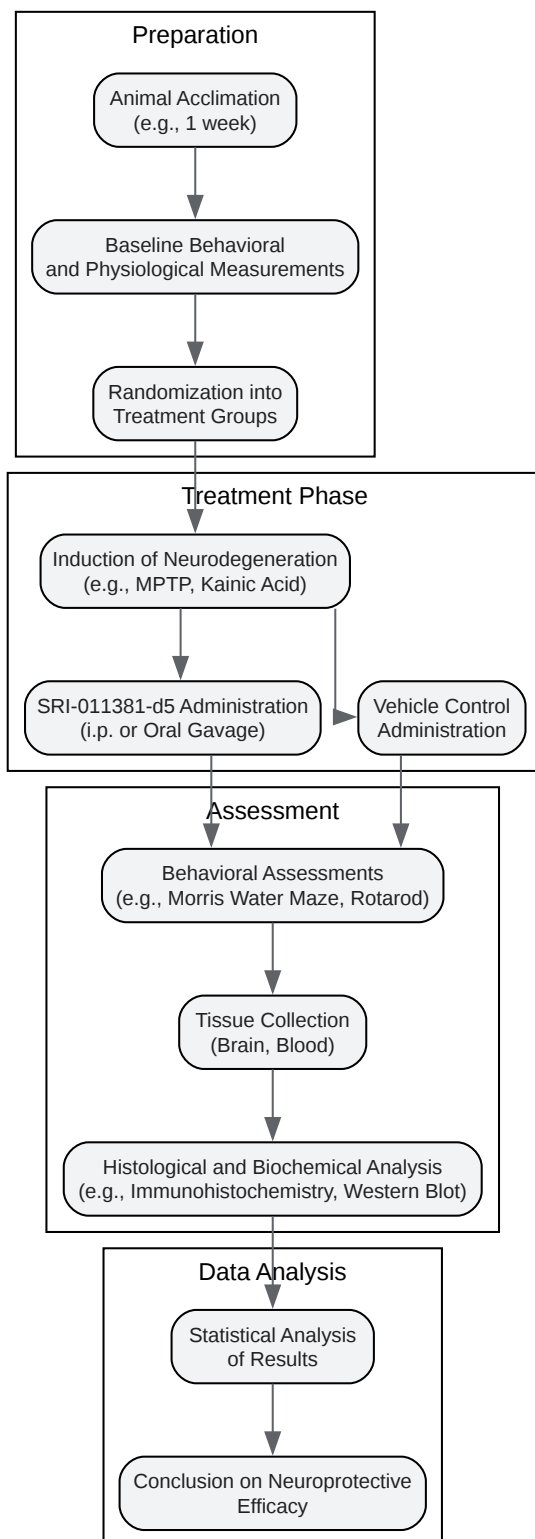 Preparation
Animal Acclimation
(e.g., 1 week)
Baseline Behavioral
and Physiological Measurements
Randomization into
Treatment Groups
Treatment Phase
Induction of Neurodegeneration
(e.g., MPTP, Kainic Acid)
SRI-011381-d5 Administration
(i.p. or Oral Gavage)
Vehicle Control
Administration
Assessment
Behavioral Assessments
(e.g., Morris Water Maze, Rotarod)
Tissue Collection
(Brain, Blood)
Histological and Biochemical Analysis
(e.g., Immunohistochemistry, Western Blot)
Data Analysis
Statistical Analysis
of Results
Conclusion on Neuroprotective
Efficacy